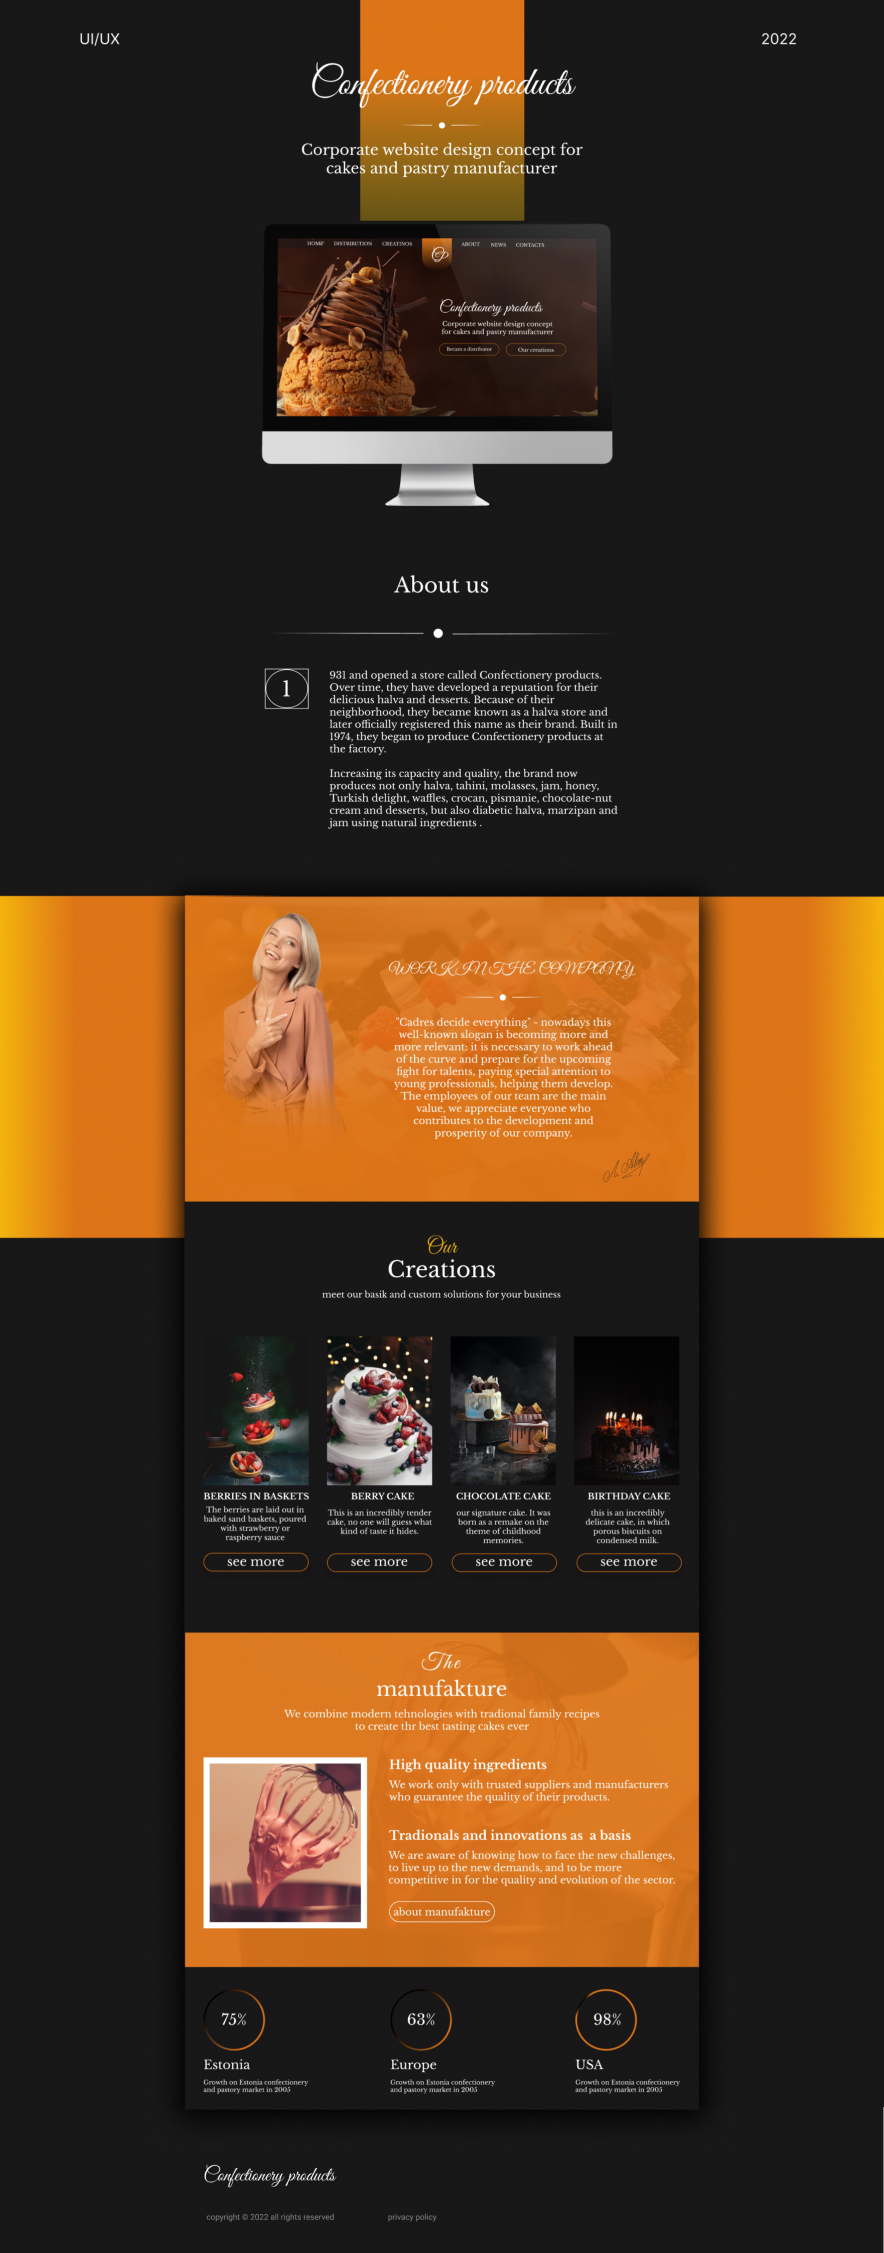 UI/UX
2022
Confectionery products
Corporate website design concept for
cakes and pastry manufacturer
HOME
DISTRIBUTION
CREATINOS
CP
ABOUT
NEWS
CONTACTS
Confectionery products
Corporate website design concept
for cakes and pastry manufacturer
Becam a distributor
Our creations
About us
1
931 and opened a store called Confectionery products.
Over time, they have developed a reputation for their
delicious halva and desserts. Because of their
neighborhood, they became known as a halva store and
later officially registered this name as their brand. Built in
1974, they began to produce Confectionery products at
the factory.
Increasing its capacity and quality, the brand now
produces not only halva, tahini, molasses, jam, honey,
Turkish delight, waffles, crocan, pismanie, chocolate-nut
cream and desserts, but also diabetic halva, marzipan and
jam using natural ingredients .
WORK IN THE COMPANY
"Cadres decide everything" - nowadays this
well-known slogan is becoming more and
more relevant: it is necessary to work ahead
of the curve and prepare for the upcoming
fight for talents, paying special attention to
young professionals, helping them develop.
The employees of our team are the main
value, we appreciate everyone who
contributes to the development and
prosperity of our company.
Our
Creations
meet our basik and custom solutions for your business
BERRIES IN BASKETS
The berries are laid out in
baked sand baskets, poured
with strawberry or
raspberry sauce
see more
BERRY CAKE
This is an incredibly tender
cake, no one will guess what
kind of taste it hides.
see more
CHOCOLATE CAKE
our signature cake. It was
born as a remake on the
theme of childhood
memories.
see more
BIRTHDAY CAKE
this is an incredibly
delicate cake, in which
porous biscuits on
condensed milk.
see more
The
manufakture
We combine modern tehnologies with tradional family recipes
to create thr best tasting cakes ever
High quality ingredients
We work only with trusted suppliers and manufacturers
who guarantee the quality of their products.
Tradionals and innovations as a basis
We are aware of knowing how to face the new challenges,
to live up to the new demands, and to be more
competitive in for the quality and evolution of the sector.
about manufakture
75%
Estonia
Growth on Estonia confectionery
and pastory market in 2005
63%
Europe
Growth on Estonia confectionery
and pastory market in 2005
98%
USA
Growth on Estonia confectionery
and pastory market in 2005
Confectionery products
copyright © 2022 all rights reserved
privacy policy